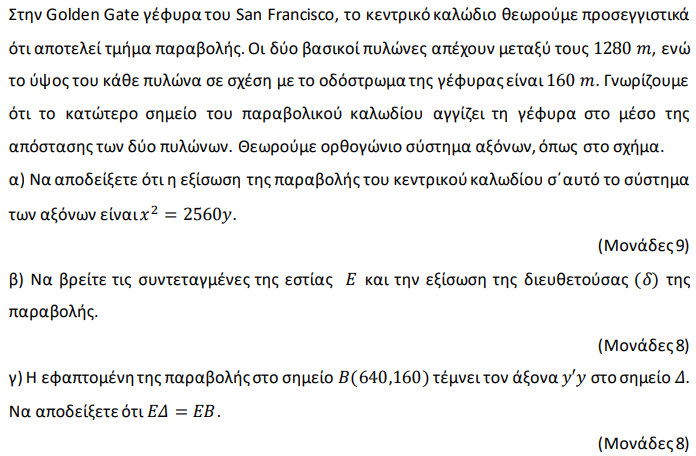 Στην Golden Gate γέφυρα του San Francisco, το κεντρικό καλώδιο θεωρούμε προσεγγιστικά
ότι αποτελεί τμήμα παραβολής. Οι δύο βασικοί πυλώνες απέχουν μεταξύ τους 1280 m, ενώ
το ύψος του κάθε πυλώνα σε σχέση με το οδόστρωμα της γέφυρας είναι 160 m. Γνωρίζουμε
ότι το κατώτερο σημείο του παραβολικού καλωδίου αγγίζει τη γέφυρα στο μέσο της
απόστασης των δύο πυλώνων. Θεωρούμε ορθογώνιο σύστημα αξόνων, όπως στο σχήμα.
α) Να αποδείξετε ότι η εξίσωση της παραβολής του κεντρικού καλωδίου σ΄αυτό το σύστημα
των αξόνων είναι x² = 2560y.
(Μονάδες 9)
β) Να βρείτε τις συντεταγμένες της εστίας E και την εξίσωση της διευθετούσας (δ) της
παραβολής.
(Μονάδες 8)
γ) Η εφαπτομένη της παραβολής στο σημείο B(640,160) τέμνει τον άξονα y′y στο σημείο Δ.
Να αποδείξετε ότι ΕΔ = ΕΒ.
(Μονάδες 8)